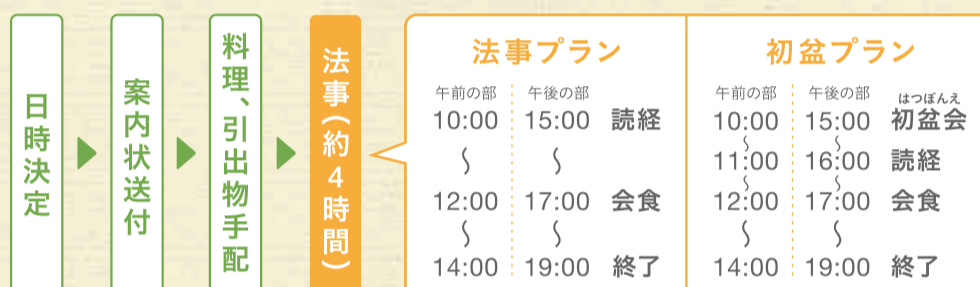 日時決定
案内状送付
料理、引出物手配
法事(約4時間)
法事プラン
午前の部 午後の部
10:00 15:00 読経
〜 〜
12:00 17:00 会食
〜 〜
14:00 19:00 終了
初盆プラン
午前の部 午後の部 はつぼんえ
10:00 15:00 初盆会
〜 〜
11:00 16:00 読経
〜 〜
12:00 17:00 会食
〜 〜
14:00 19:00 終了